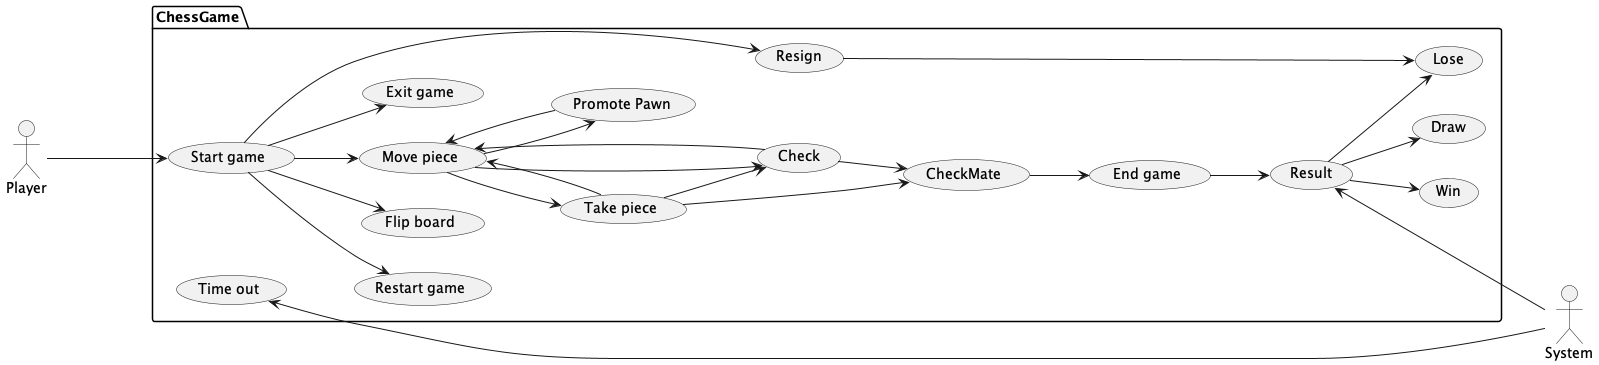 ChessGame
Resign
Lose
Exit game
Promote Pawn
Draw
Start game
Move piece
Check
CheckMate
End game
Result
Player
Win
Take piece
Flip board
Time out
Restart game
System